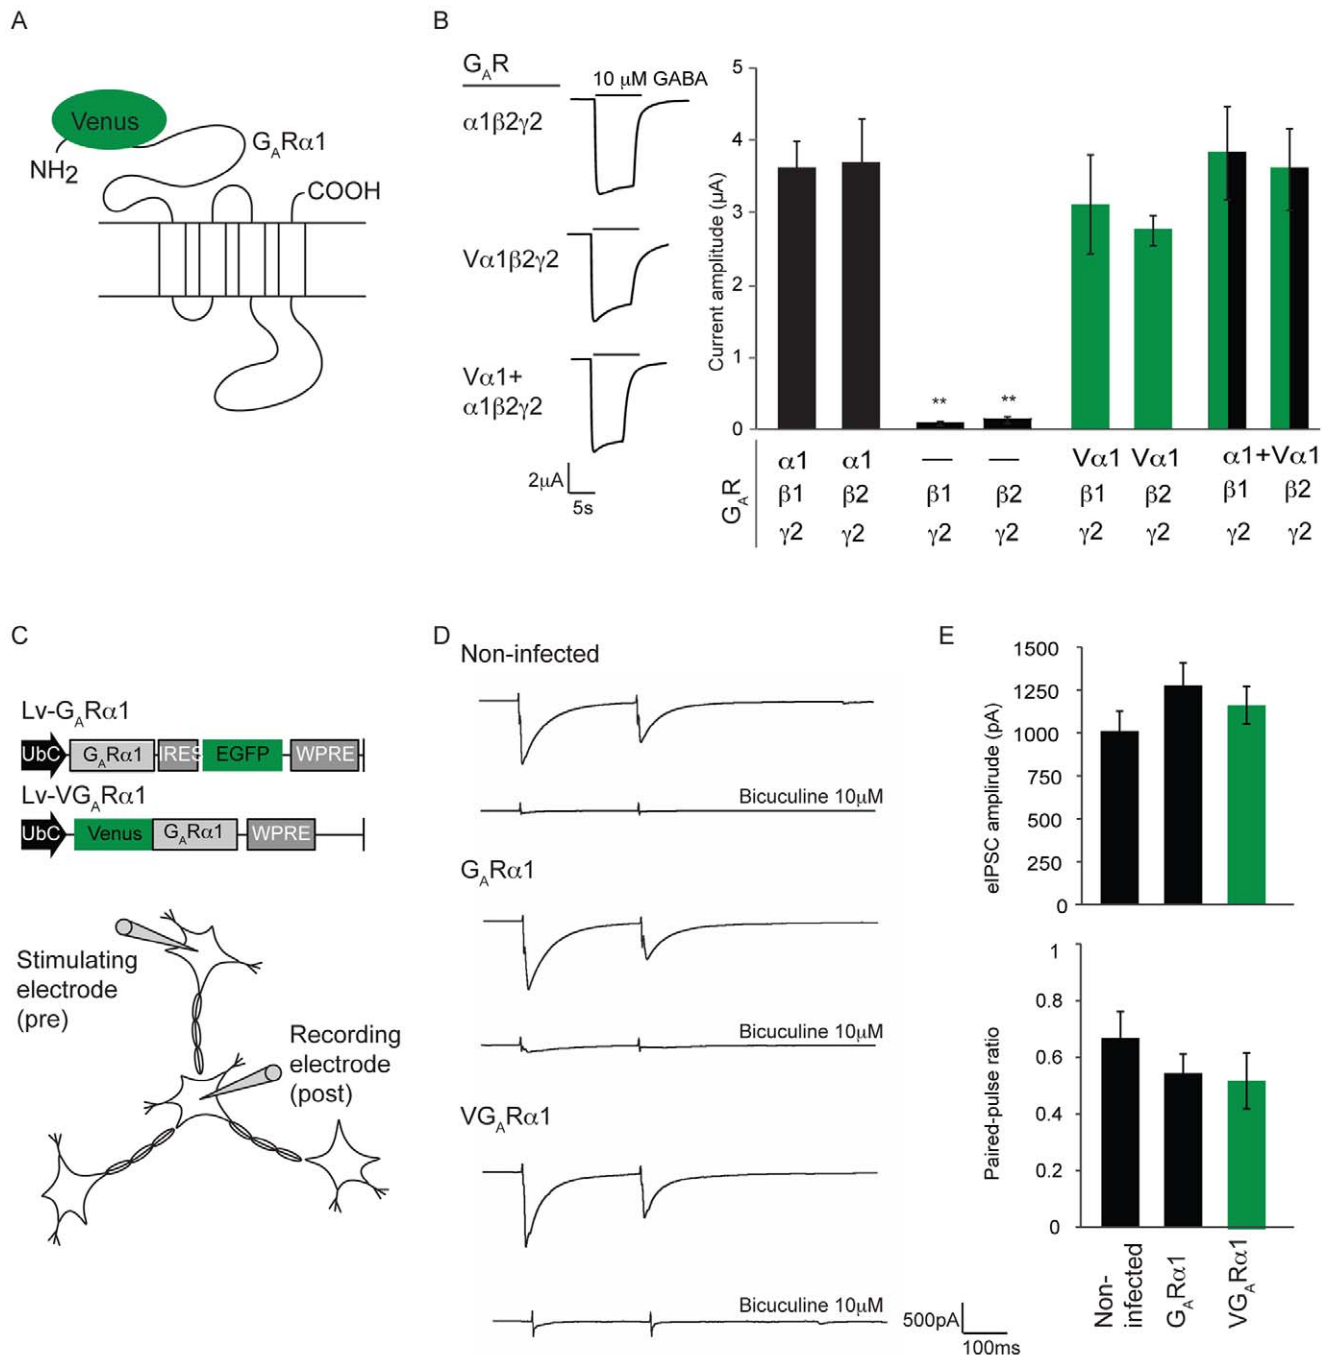 A
Venus
NH2
GARα1
COOH
B
GAR
10 μM GABA
α1β2γ2
Vα1β2γ2
Vα1+
α1β2γ2
2μA
5s
Current amplitude (μA)
5
4
3
2
1
0
** **
GAR
α1 α1 — — Vα1 Vα1 α1+Vα1
β1 β2 β1 β2 β1 β2 β1 β2
γ2 γ2 γ2 γ2 γ2 γ2 γ2 γ2
C
Lv-GARα1
UbC GARα1 IRES EGFP WPRE
Lv-VGARα1
UbC Venus GARα1 WPRE
Stimulating
electrode
(pre)
Recording
electrode
(post)
D
Non-infected
Bicuculine 10μM
GARα1
Bicuculine 10μM
VGARα1
Bicuculine 10μM
500pA
100ms
E
eIPSC amplirude (pA)
1500
1250
1000
750
500
250
0
Paired-pulse ratio
1
0.8
0.6
0.4
0.2
0
Non-
infected
GARα1
VGARα1